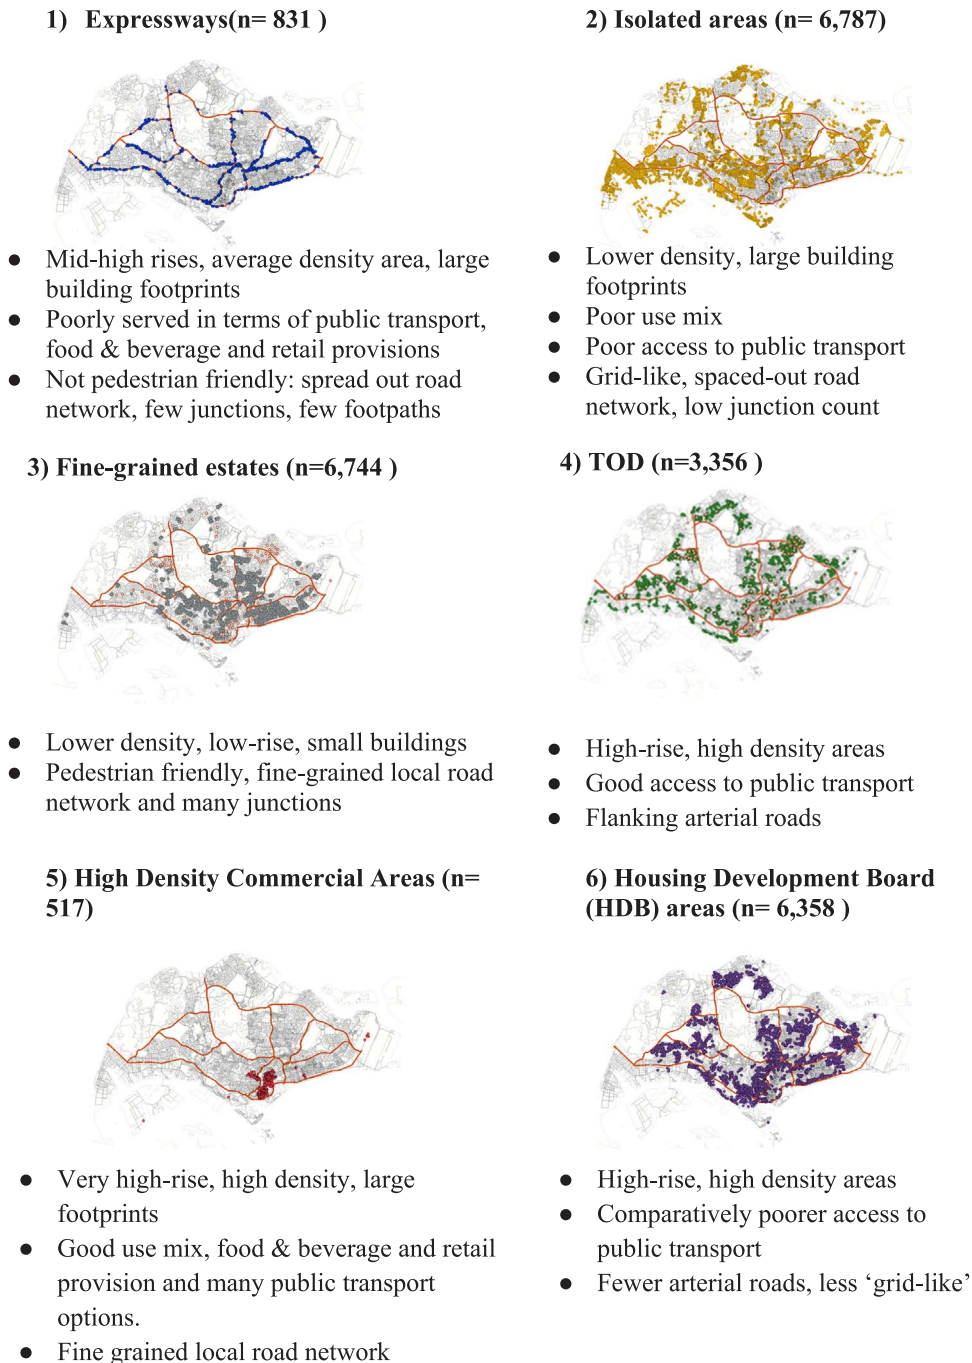 1) Expressways(n= 831 )
2) Isolated areas (n= 6,787)
● Mid-high rises, average density area, large
building footprints
● Poorly served in terms of public transport,
food & beverage and retail provisions
● Not pedestrian friendly: spread out road
network, few junctions, few footpaths
● Lower density, large building
footprints
● Poor use mix
● Poor access to public transport
● Grid-like, spaced-out road
network, low junction count
3) Fine-grained estates (n=6,744 )
4) TOD (n=3,356 )
● Lower density, low-rise, small buildings
● Pedestrian friendly, fine-grained local road
network and many junctions
● High-rise, high density areas
● Good access to public transport
● Flanking arterial roads
5) High Density Commercial Areas (n=
517)
6) Housing Development Board
(HDB) areas (n= 6,358 )
● Very high-rise, high density, large
footprints
● Good use mix, food & beverage and retail
provision and many public transport
options.
● Fine grained local road network
● High-rise, high density areas
● Comparatively poorer access to
public transport
● Fewer arterial roads, less ‘grid-like’